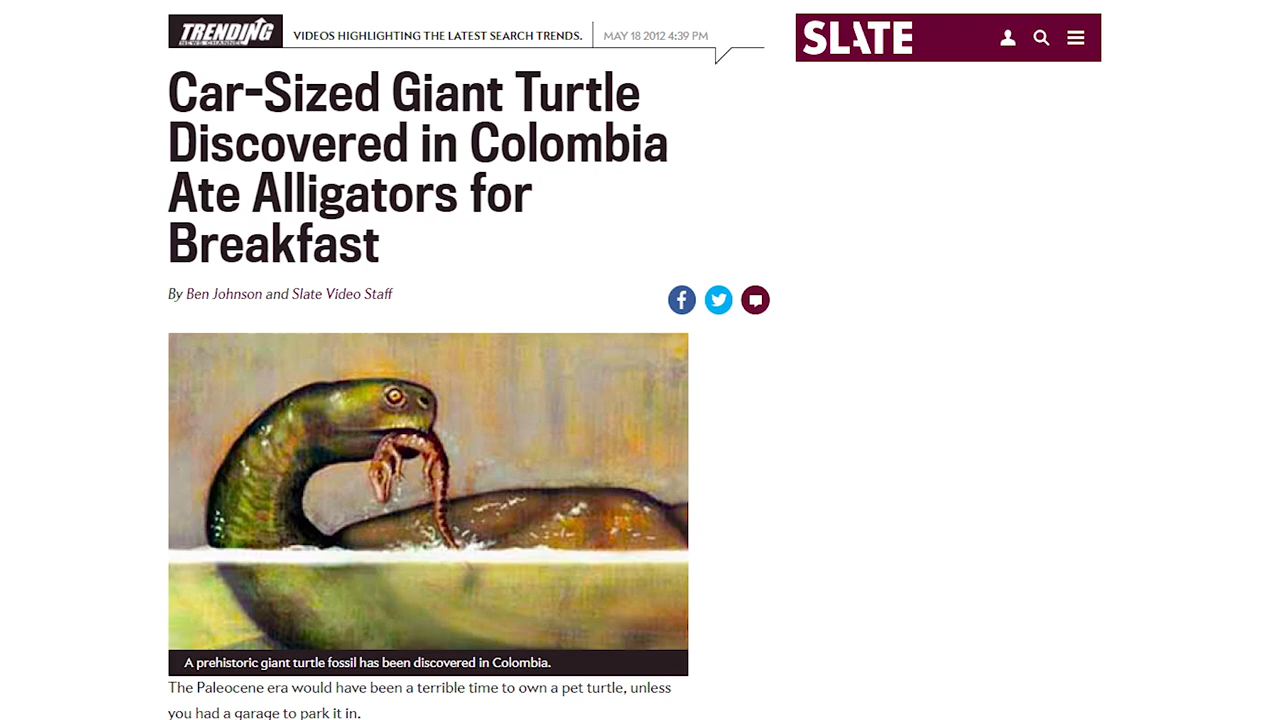 TRENDING
NEWS CHANNEL
VIDEOS HIGHLIGHTING THE LATEST SEARCH TRENDS.
MAY 18 2012 4:39 PM
SLATE
Car-Sized Giant Turtle
Discovered in Colombia
Ate Alligators for
Breakfast
By Ben Johnson and Slate Video Staff
A prehistoric giant turtle fossil has been discovered in Colombia.
The Paleocene era would have been a terrible time to own a pet turtle, unless
you had a garage to park it in.